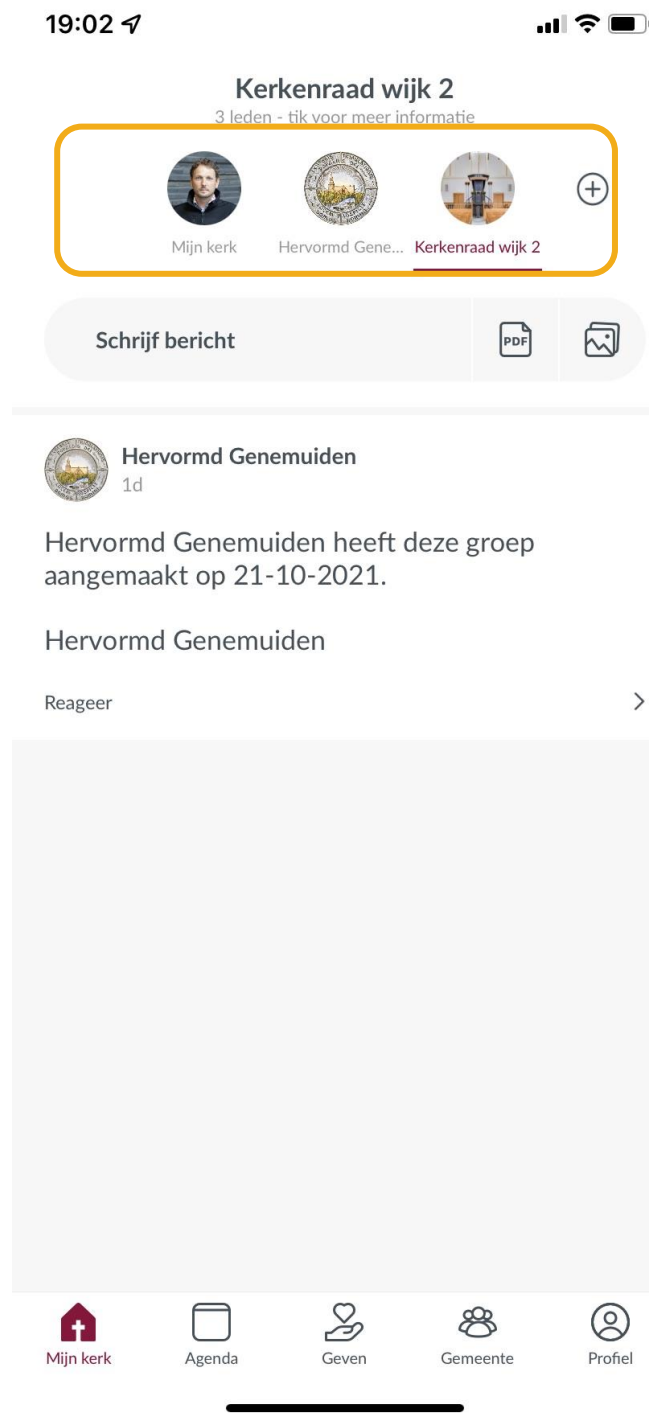 19:02
Kerkenraad wijk 2
3 leden - tik voor meer informatie
Mijn kerk
Hervormd Gene...
Kerkenraad wijk 2
Schrijf bericht
PDF
Hervormd Genemuiden
1d
Hervormd Genemuiden heeft deze groep
aangemaakt op 21-10-2021.
Hervormd Genemuiden
Reageer
Mijn kerk
Agenda
Geven
Gemeente
Profiel